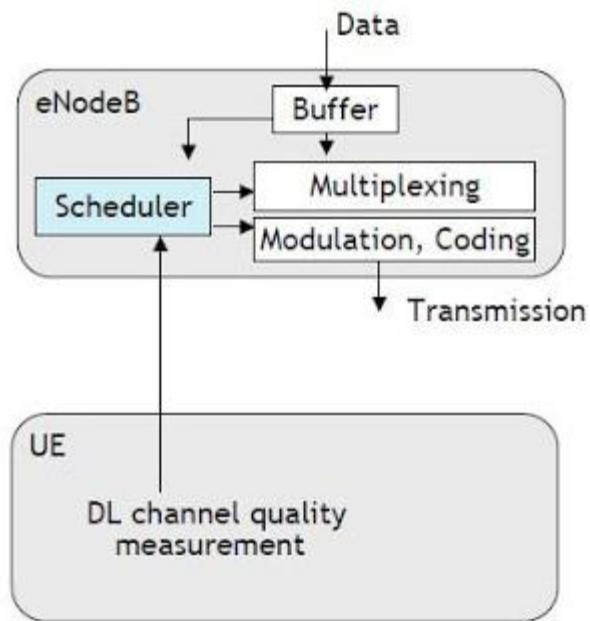 Data
eNodeB
Buffer
Multiplexing
Scheduler
Modulation, Coding
Transmission
UE
DL channel quality
measurement